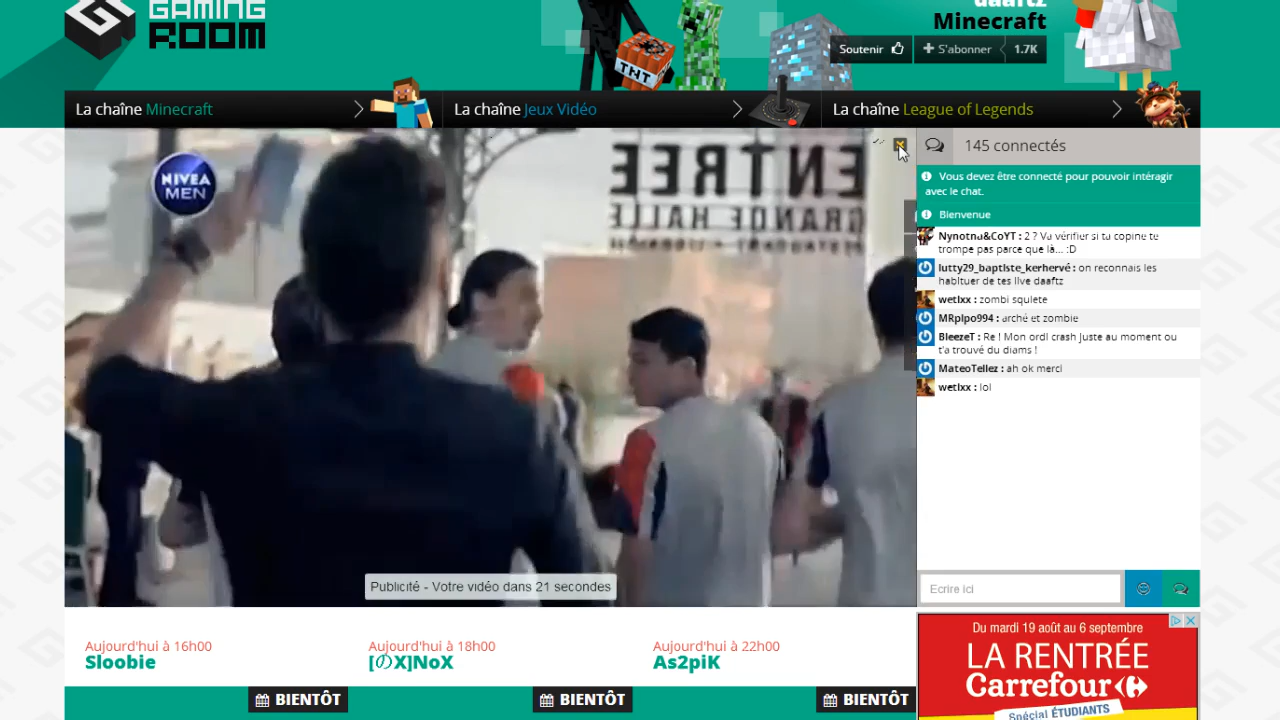 GAMING
ROOM
daaftz
Minecraft
Soutenir
S'abonner 1.7K
TNT
La chaîne Minecraft
La chaîne Jeux Vidéo
La chaîne League of Legends
NIVEA
MEN
ENTREE
GRANDE HALLE
145 connectés
Vous devez être connecté pour pouvoir intéragir
avec le chat.
Bienvenue
Nynotna&CoYT : 2 ? Va vérifier si ta copine te
trompe pas parce que là... :D
lutty29_baptiste_kerhervé : on reconnais les
habituer de tes live daaftz
wetixx : zombi squlete
MRpipo994 : arché et zombie
BleezeT : Re ! Mon ordi crash juste au moment ou
t'a trouvé du diams !
MateoTellez : ah ok merci
wetixx : lol
Publicité - Votre vidéo dans 21 secondes
Ecrire ici
Aujourd'hui à 16h00
Sloobie
BIENTÔT
Aujourd'hui à 18h00
[のX]NoX
BIENTÔT
Aujourd'hui à 22h00
As2piK
BIENTÔT
Du mardi 19 août au 6 septembre
LA RENTRÉE
Carrefour
Spécial ÉTUDIANTS